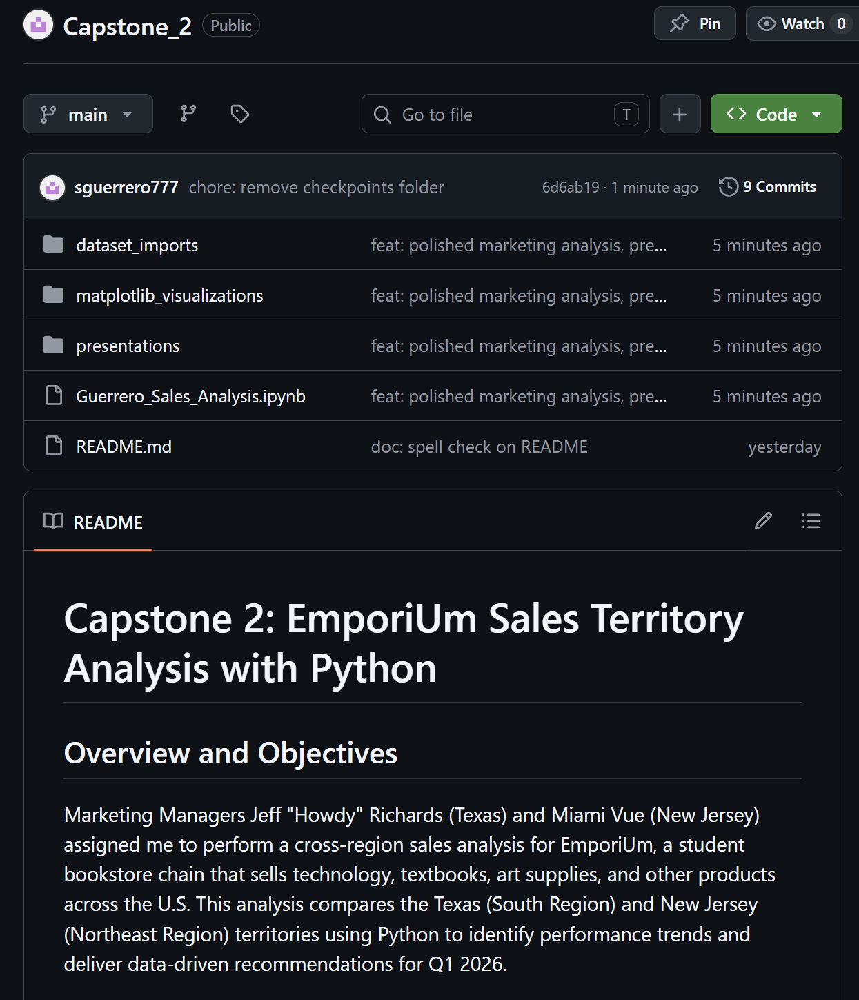 Capstone_2 Public Pin Watch 0
main Go to file T Code
sguerrero777 chore: remove checkpoints folder 6d6ab19 · 1 minute ago 9 Commits
dataset_imports feat: polished marketing analysis, pre... 5 minutes ago
matplotlib_visualizations feat: polished marketing analysis, pre... 5 minutes ago
presentations feat: polished marketing analysis, pre... 5 minutes ago
Guerrero_Sales_Analysis.ipynb feat: polished marketing analysis, pre... 5 minutes ago
README.md doc: spell check on README yesterday
README
Capstone 2: EmporiUm Sales Territory
Analysis with Python
Overview and Objectives
Marketing Managers Jeff "Howdy" Richards (Texas) and Miami Vue (New Jersey)
assigned me to perform a cross-region sales analysis for EmporiUm, a student
bookstore chain that sells technology, textbooks, art supplies, and other products
across the U.S. This analysis compares the Texas (South Region) and New Jersey
(Northeast Region) territories using Python to identify performance trends and
deliver data-driven recommendations for Q1 2026.